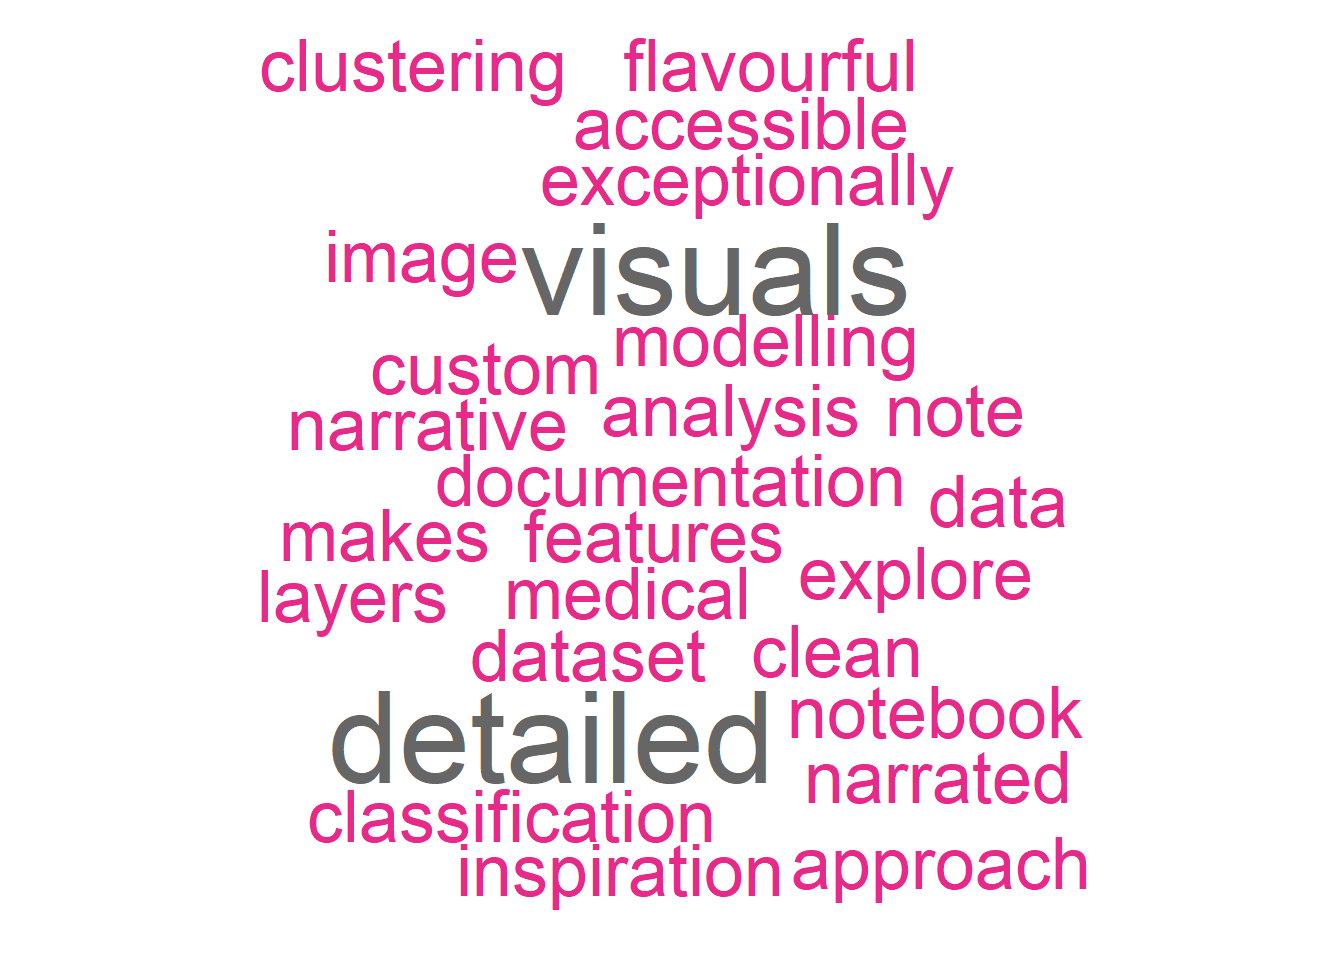 clustering flavourful
accessible
exceptionally
image visuals
modelling
custom
narrative analysis note
documentation data
makes features
layers medical explore
dataset clean
detailed notebook
narrated
classification
inspiration approach